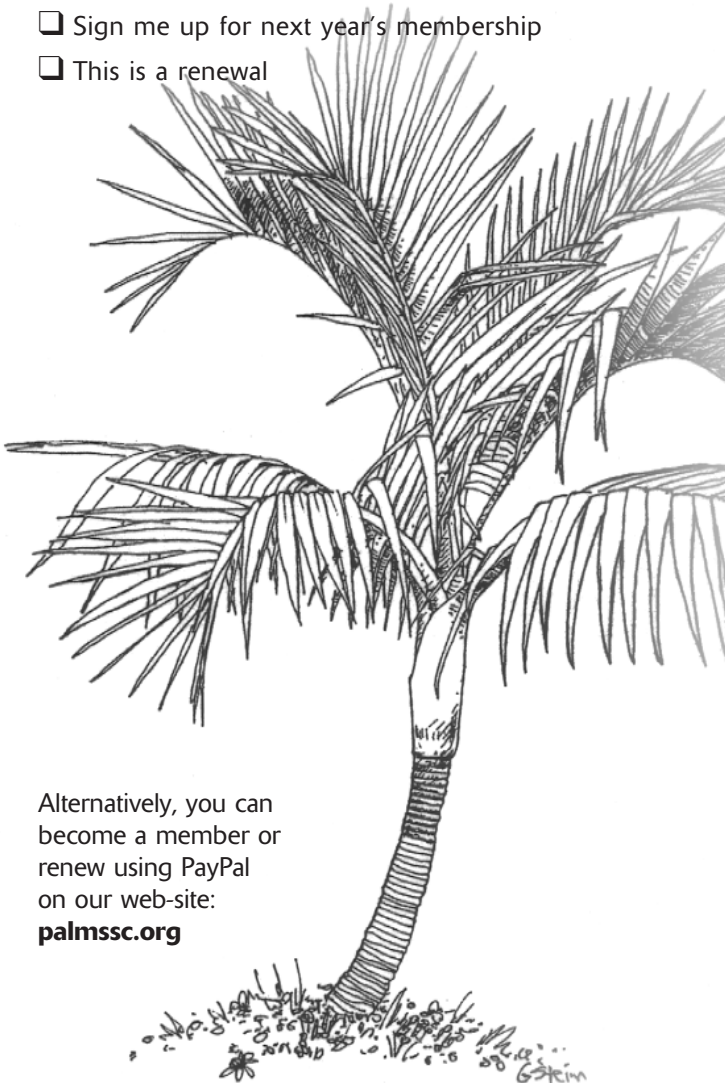 ❑ Sign me up for next year's membership
❑ This is a renewal
Alternatively, you can
become a member or
renew using PayPal
on our web-site:
palmssc.org